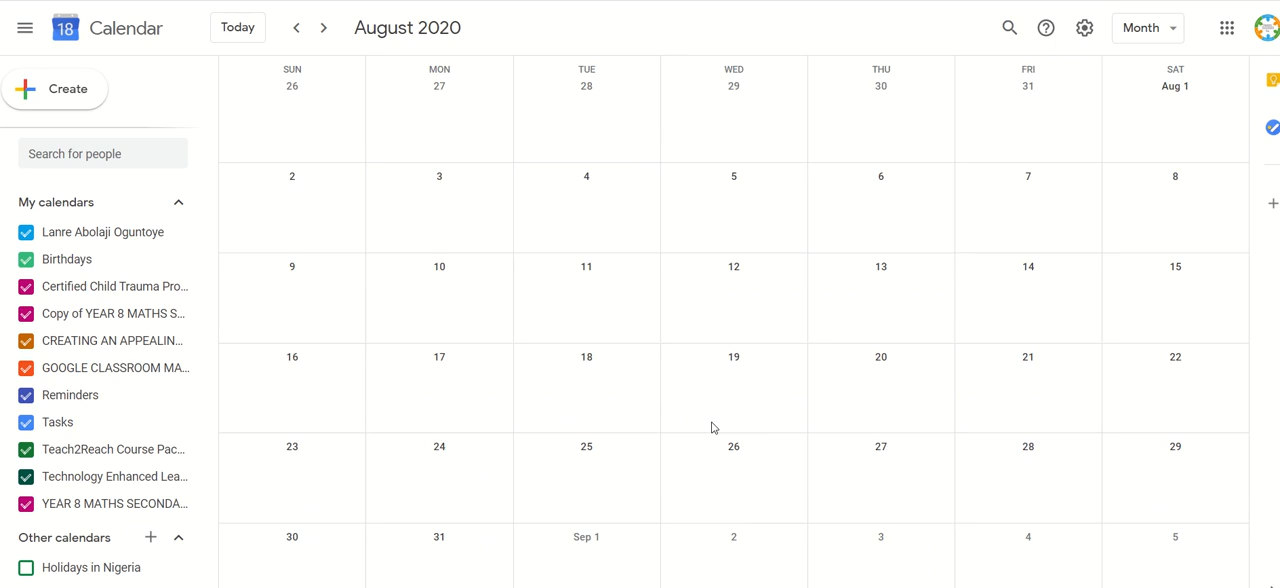 18 Calendar Today August 2020 Month
Create
Search for people
My calendars
Lanre Abolaji Oguntoye
Birthdays
Certified Child Trauma Pro...
Copy of YEAR 8 MATHS S...
CREATING AN APPEALIN...
GOOGLE CLASSROOM MA...
Reminders
Tasks
Teach2Reach Course Pac...
Technology Enhanced Lea...
YEAR 8 MATHS SECONDA...
Other calendars
Holidays in Nigeria
SUN MON TUE WED THU FRI SAT
26 27 28 29 30 31 Aug 1
2 3 4 5 6 7 8
9 10 11 12 13 14 15
16 17 18 19 20 21 22
23 24 25 26 27 28 29
30 31 Sep 1 2 3 4 5